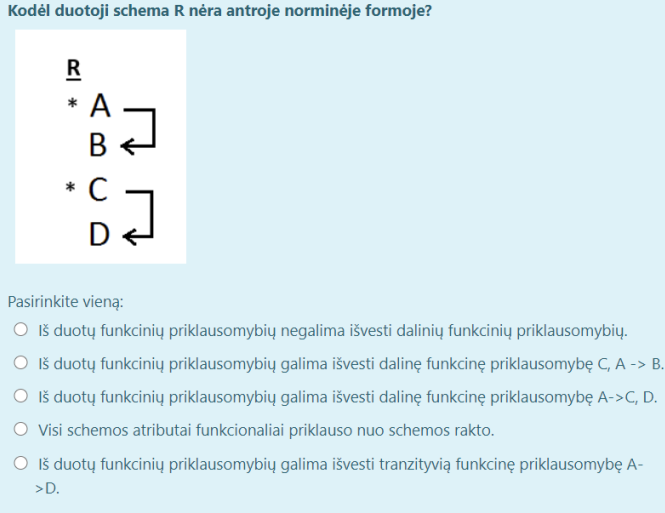 Kodėl duotoji schema R nėra antroje norminėje formoje?
R
* A
B
* C
D
Pasirinkite vieną:
Iš duotų funkcinių priklausomybių negalima išvesti dalinių funkcinių priklausomybių.
Iš duotų funkcinių priklausomybių galima išvesti dalinę funkcinę priklausomybę C, A -> B.
Iš duotų funkcinių priklausomybių galima išvesti dalinę funkcinę priklausomybę A->C, D.
Visi schemos atributai funkcionaliai priklauso nuo schemos rakto.
Iš duotų funkcinių priklausomybių galima išvesti tranzityvią funkcinę priklausomybę A-
>D.